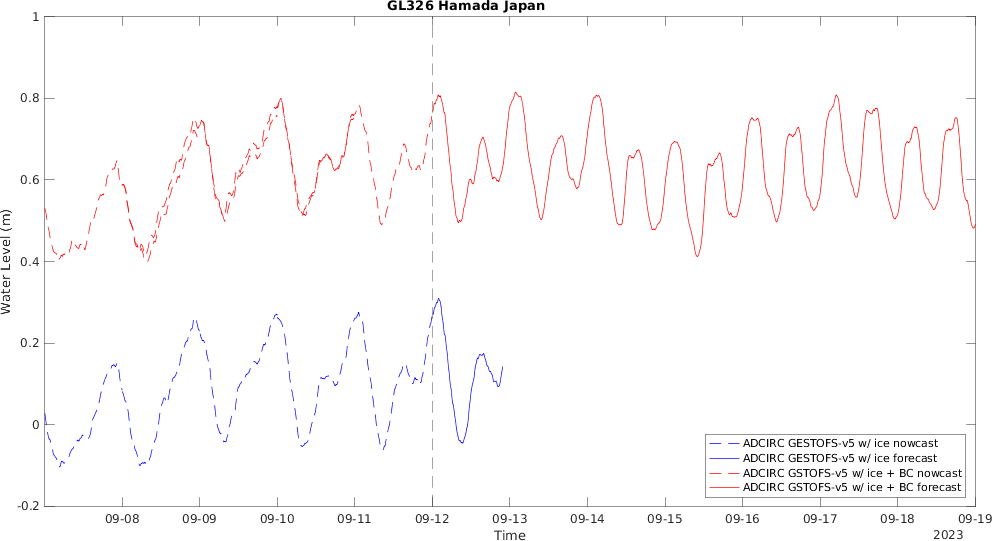 GL326 Hamada Japan
1
0.8
0.6
0.4
0.2
0
-0.2
Water Level (m)
ADCIRC GESTOFS-v5 w/ ice nowcast
ADCIRC GESTOFS-v5 w/ ice forecast
ADCIRC GSTOFS-v5 w/ ice + BC nowcast
ADCIRC GSTOFS-v5 w/ ice + BC forecast
09-08 09-09 09-10 09-11 09-12 09-13 09-14 09-15 09-16 09-17 09-18 09-19
Time
2023